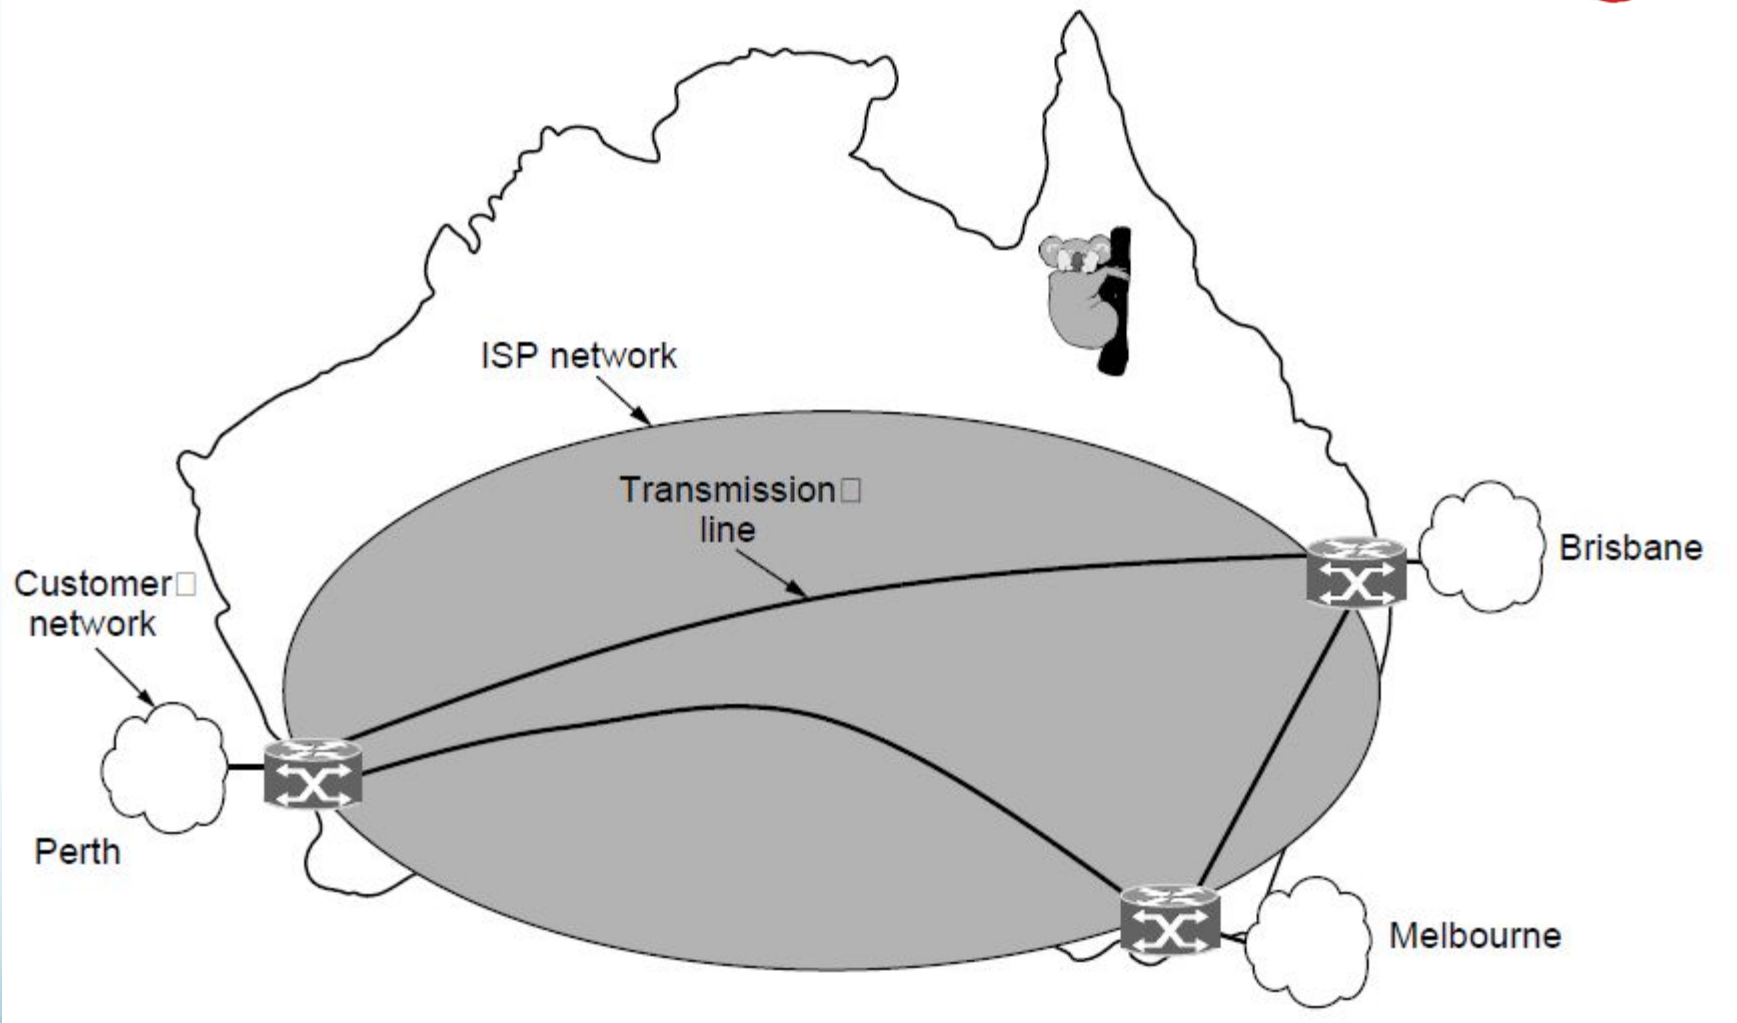 ISP network
Transmission
line
Customer
network
Brisbane
Perth
Melbourne